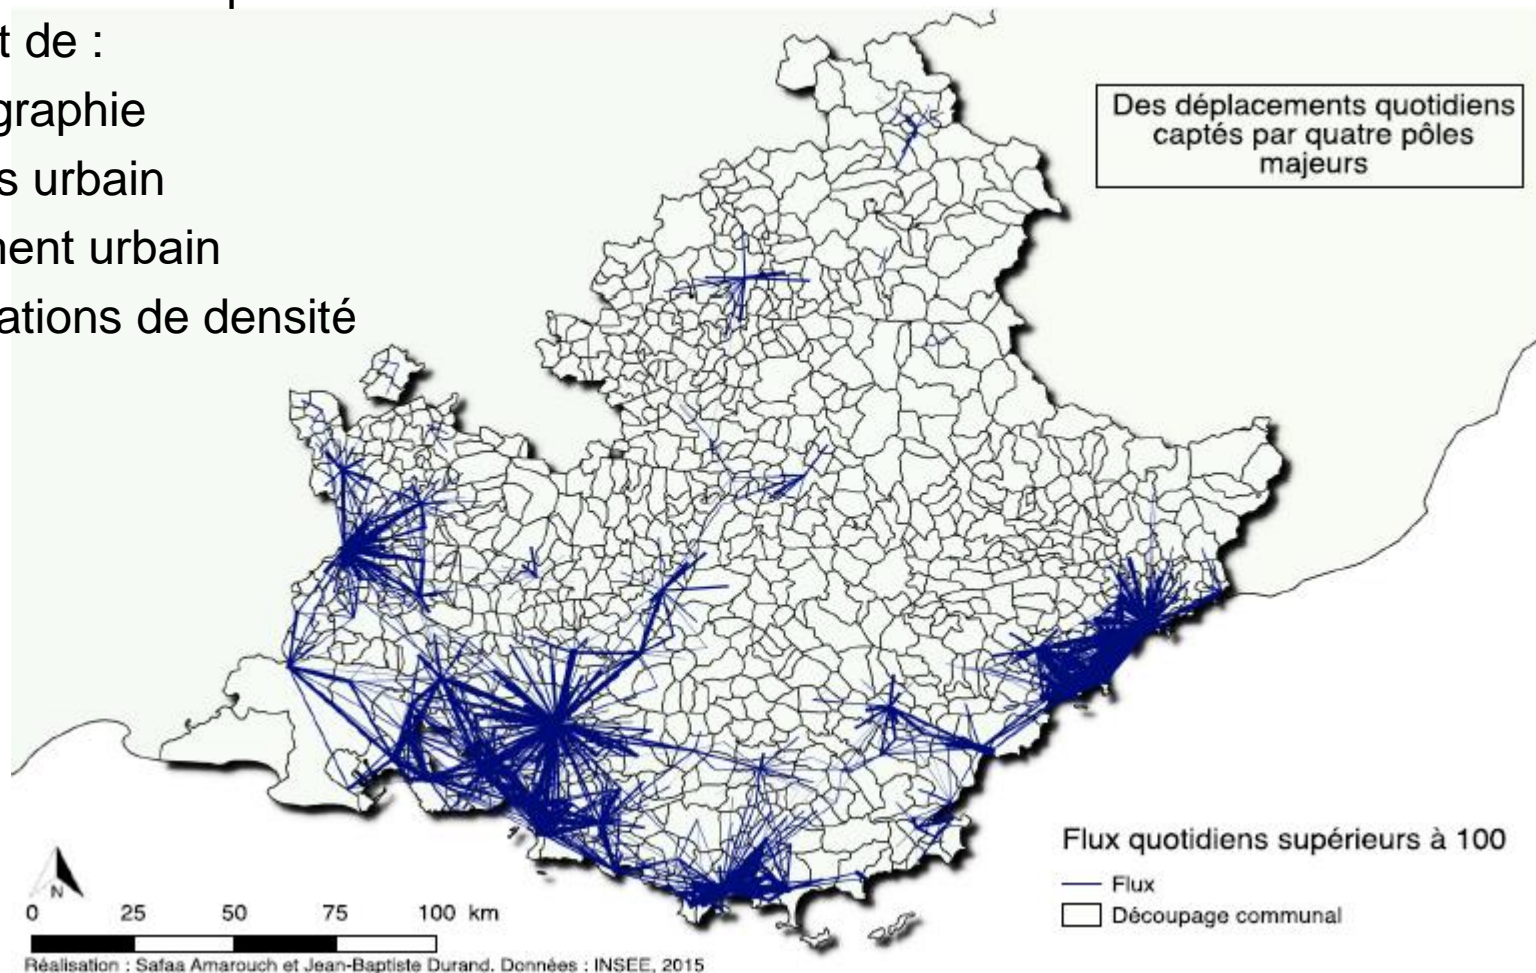 t de :
graphie
s urbain
ment urbain
ations de densité
Des déplacements quotidiens
captés par quatre pôles
majeurs
Flux quotidiens supérieurs à 100
Flux
Découpage communal
N
0 25 50 75 100 km
Réalisation : Safaa Amarouch et Jean-Baptiste Durand. Données : INSEE, 2015